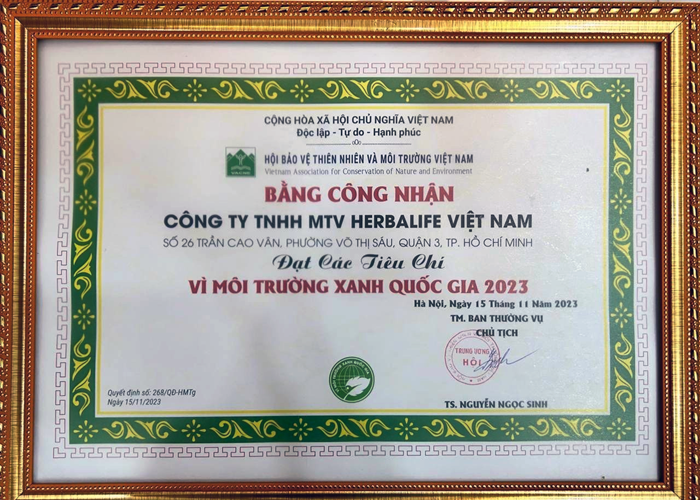 CỘNG HÒA XÃ HỘI CHỦ NGHĨA VIỆT NAM
Độc lập - Tự do - Hạnh phúc
HỘI BẢO VỆ THIÊN NHIÊN VÀ MÔI TRƯỜNG VIỆT NAM
Vietnam Association for Conservation of Nature and Environment
BẰNG CÔNG NHẬN
CÔNG TY TNHH MTV HERBALIFE VIỆT NAM
SỐ 26 TRẦN CAO VÂN, PHƯỜNG VÕ THỊ SÁU, QUẬN 3, TP. HỒ CHÍ MINH
Đạt Các Tiêu Chí
VÌ MÔI TRƯỜNG XANH QUỐC GIA 2023
Hà Nội, Ngày 15 Tháng 11 Năm 2023
TM. BAN THƯỜNG VỤ
CHỦ TỊCH
TRUNG ƯƠNG
HỘI
Quyết định số: 268/QĐ-HMTg
Ngày 15/11/2023
TS. NGUYỄN NGỌC SINH